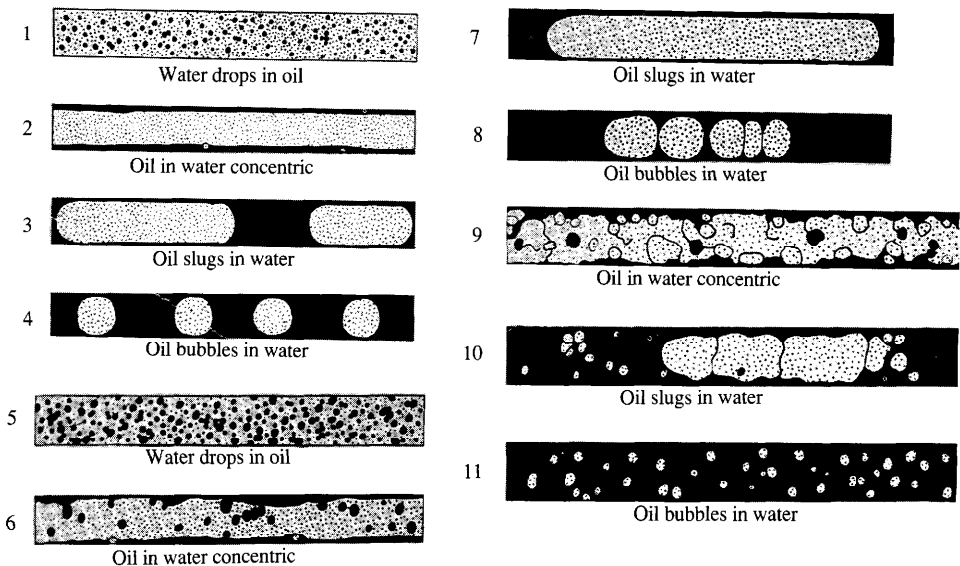 1
Water drops in oil
2
Oil in water concentric
3
Oil slugs in water
4
Oil bubbles in water
5
Water drops in oil
6
Oil in water concentric
7
Oil slugs in water
8
Oil bubbles in water
9
Oil in water concentric
10
Oil slugs in water
11
Oil bubbles in water